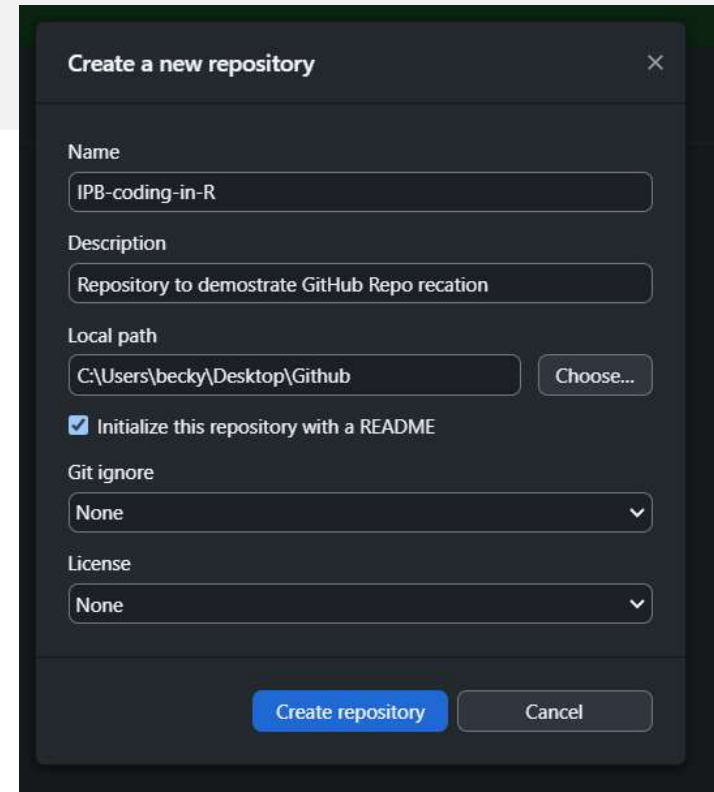 Create a new repository
Name
IPB-coding-in-R
Description
Repository to demostrate GitHub Repo recation
Local path
C:\Users\becky\Desktop\Github
Choose...
Initialize this repository with a README
Git ignore
None
License
None
Create repository
Cancel